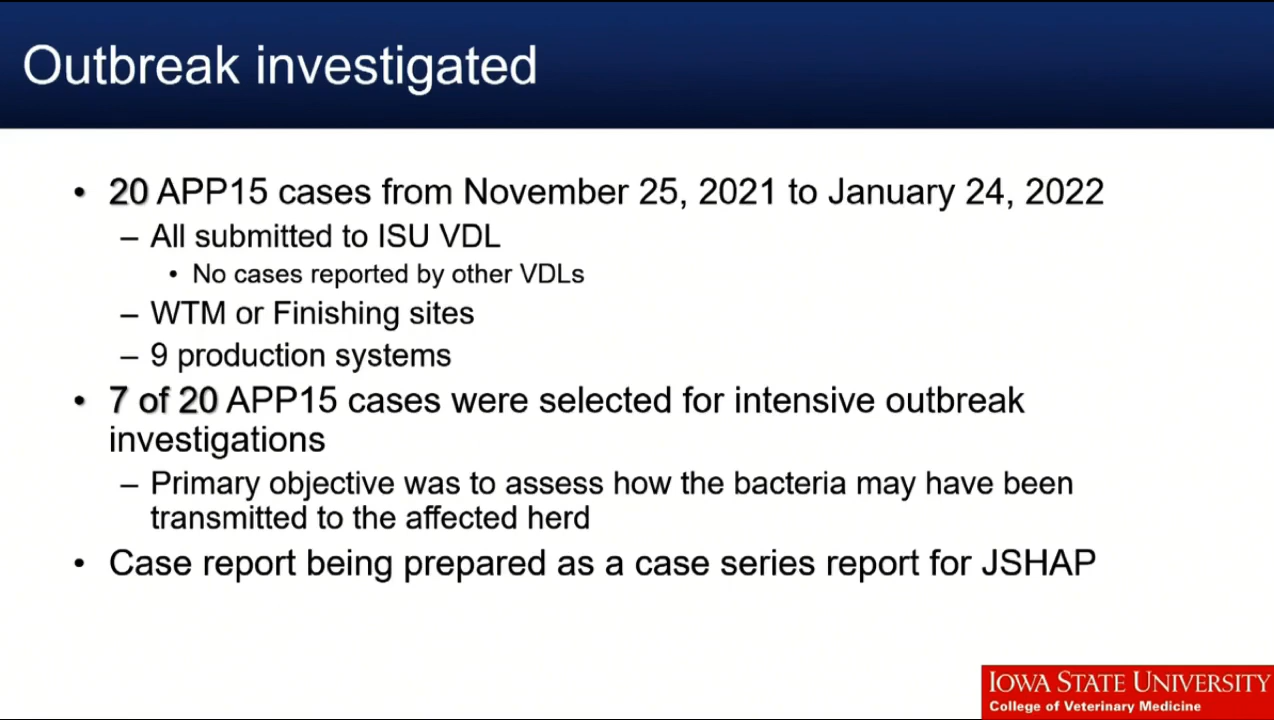 Outbreak investigated
• 20 APP15 cases from November 25, 2021 to January 24, 2022
– All submitted to ISU VDL
• No cases reported by other VDLs
– WTM or Finishing sites
– 9 production systems
• 7 of 20 APP15 cases were selected for intensive outbreak
investigations
– Primary objective was to assess how the bacteria may have been
transmitted to the affected herd
• Case report being prepared as a case series report for JSHAP
IOWA STATE UNIVERSITY
College of Veterinary Medicine